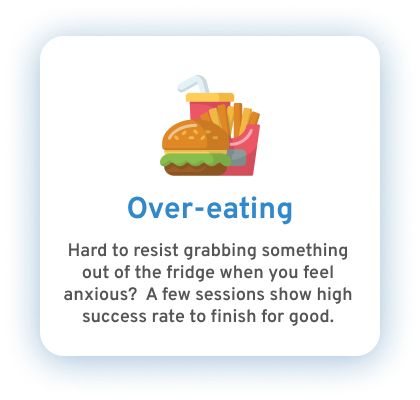 Over-eating
Hard to resist grabbing something
out of the fridge when you feel
anxious?  A few sessions show high
success rate to finish for good.